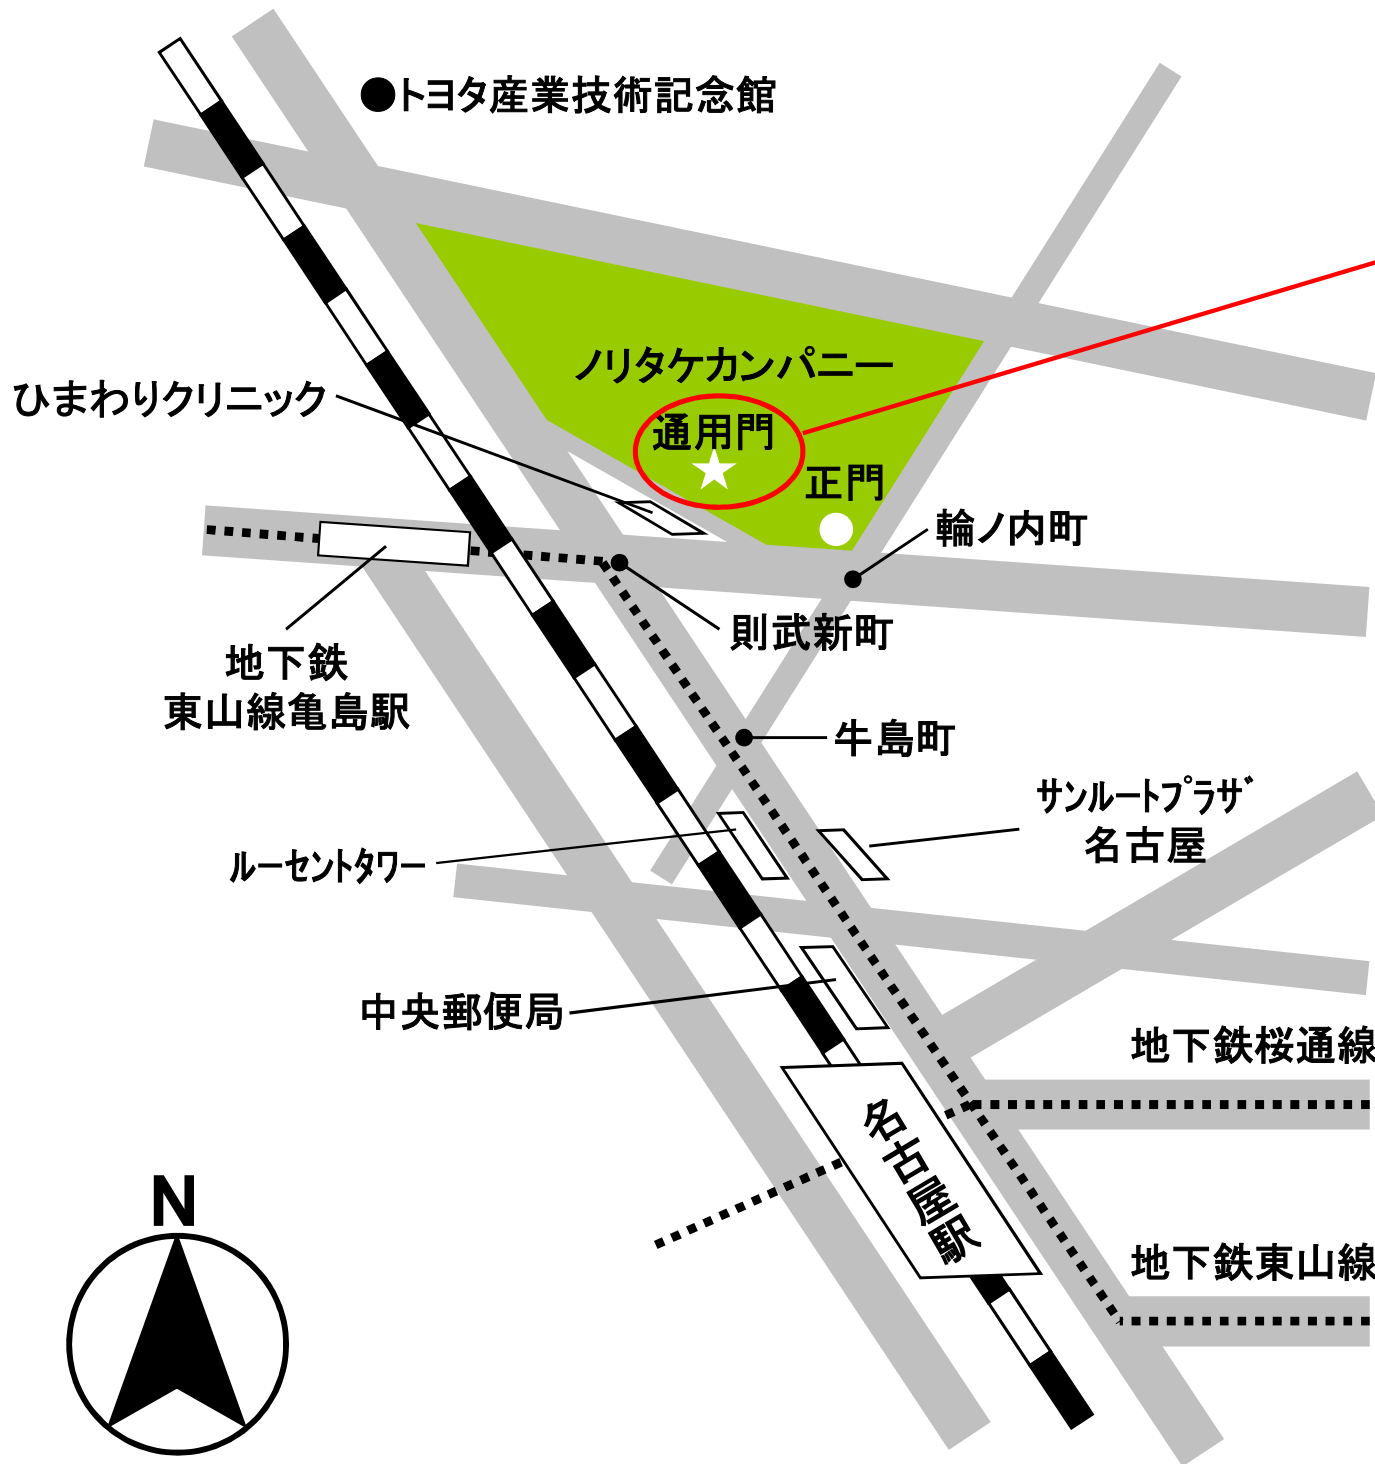 ●トヨタ産業技術記念館
ノリタケカンパニー
ひまわりクリニック
通用門
正門
輪ノ内町
則武新町
地下鉄
東山線亀島駅
牛島町
サンルートプラザ
名古屋
ルーセントタワー
中央郵便局
地下鉄桜通線
名古屋駅
N
地下鉄東山線